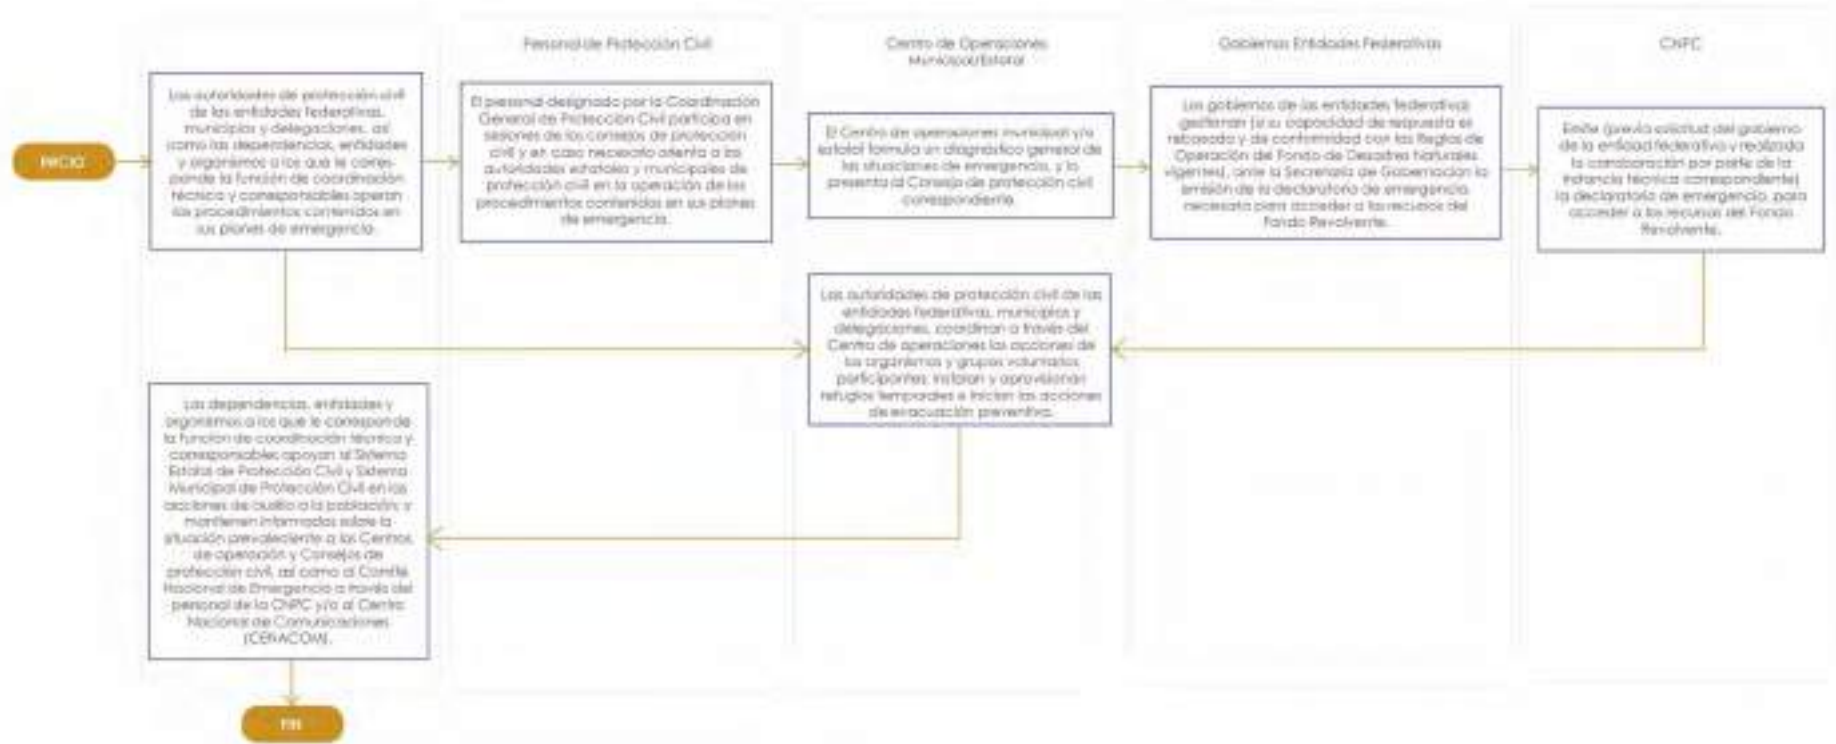 Personal de Protección Civil
Centro de Operaciones
Municipal/Estatal
Gobiernos Entidades Federativas
CNPC
INICIO
Las autoridades de protección civil
de las entidades federativas,
municipios y delegaciones, así
como las dependencias, entidades
y organismos a los que le corres-
ponde la función de coordinación
técnica y corresponsables operan
los procedimientos contenidos en
sus planes de emergencia.
El personal designado por la Coordinación
General de Protección Civil participa en
sesiones de los consejos de protección
civil y en caso necesario orienta a las
autoridades estatales y municipales de
protección civil en la operación de los
procedimientos contenidos en sus planes
de emergencia.
El Centro de operaciones municipal y/o
estatal formula un diagnóstico general de
las situaciones de emergencia, y lo
presenta al Consejo de protección civil
correspondiente.
Los gobiernos de las entidades federativas
gestionan (si su capacidad de respuesta es
rebasada y de conformidad con las Reglas de
Operación del Fondo de Desastres Naturales
vigentes), ante la Secretaría de Gobernación la
emisión de la declaratoria de emergencia,
necesaria para acceder a los recursos del
Fondo Revolvente.
Emite (previa solicitud del gobierno
de la entidad federativa y realizada
la corroboración por parte de la
instancia técnica correspondiente)
la declaratoria de emergencia, para
acceder a los recursos del Fondo
Revolvente.
Las autoridades de protección civil de las
entidades federativas, municipios y
delegaciones, coordinan a través del
Centro de operaciones las acciones de
los organismos y grupos voluntarios
participantes; instalan y aprovisionan
refugios temporales e inician las acciones
de evacuación preventiva.
Las dependencias, entidades y
organismos a los que le corresponde
la función de coordinación técnica y
corresponsables apoyan al Sistema
Estatal de Protección Civil y Sistema
Municipal de Protección Civil en las
acciones de auxilio a la población; y
mantienen informados sobre la
situación prevaleciente a los Centros
de operación y Consejos de
protección civil, así como al Comité
Nacional de Emergencia a través del
personal de la CNPC y/o al Centro
Nacional de Comunicaciones
(CENACOM).
FIN